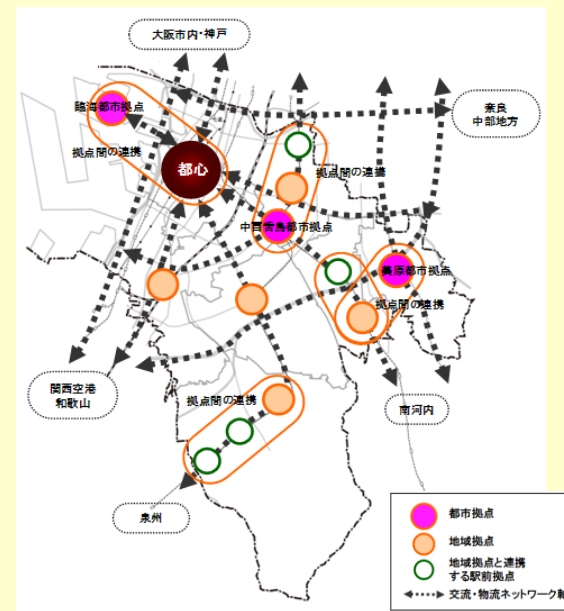 大阪市内・神戸
臨海都市拠点
奈良
中部地方
拠点間の連携
都心
拠点間の連携
中百舌鳥都市拠点
美原都市拠点
拠点間の連携
関西空港
和歌山
拠点間の連携
南河内
泉州
都市拠点
地域拠点
地域拠点と連携
する駅前拠点
交流・物流ネットワーク軸